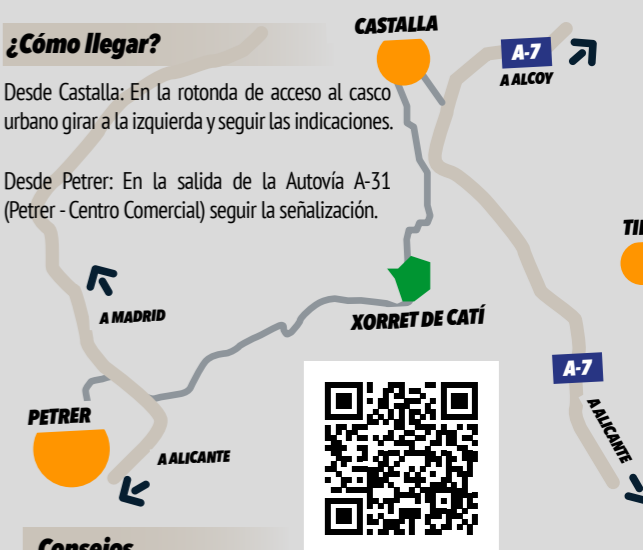 ¿Cómo llegar?
CASTALLA
A-7
A ALCOY
Desde Castalla: En la rotonda de acceso al casco
urbano girar a la izquierda y seguir las indicaciones.
Desde Petrer: En la salida de la Autovía A-31
(Petrer - Centro Comercial) seguir la señalización.
A MADRID
XORRET DE CATÍ
A-7
A ALICANTE
PETRER
A ALICANTE
Consejos